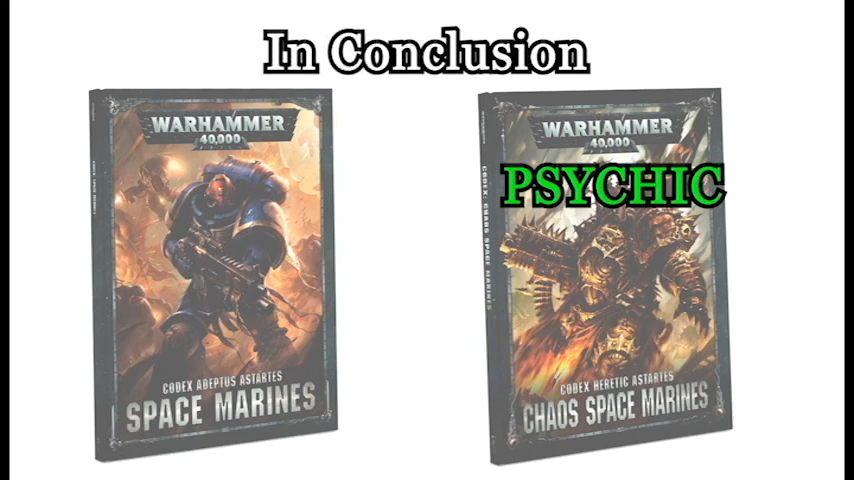 In Conclusion
WARHAMMER
40,000
CODEX ADEPTUS ASTARTES
SPACE MARINES
WARHAMMER
40,000
PSYCHIC
CODEX: CHAOS SPACE MARINES
CODEX HERETIC ASTARTES
CHAOS SPACE MARINES